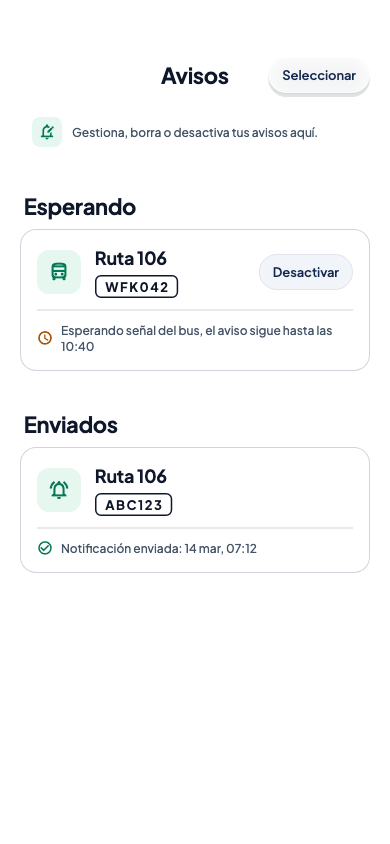 Avisos
Seleccionar
Gestiona, borra o desactiva tus avisos aquí.
Esperando
Ruta 106
WFK042
Desactivar
Esperando señal del bus, el aviso sigue hasta las
10:40
Enviados
Ruta 106
ABC123
Notificación enviada: 14 mar, 07:12